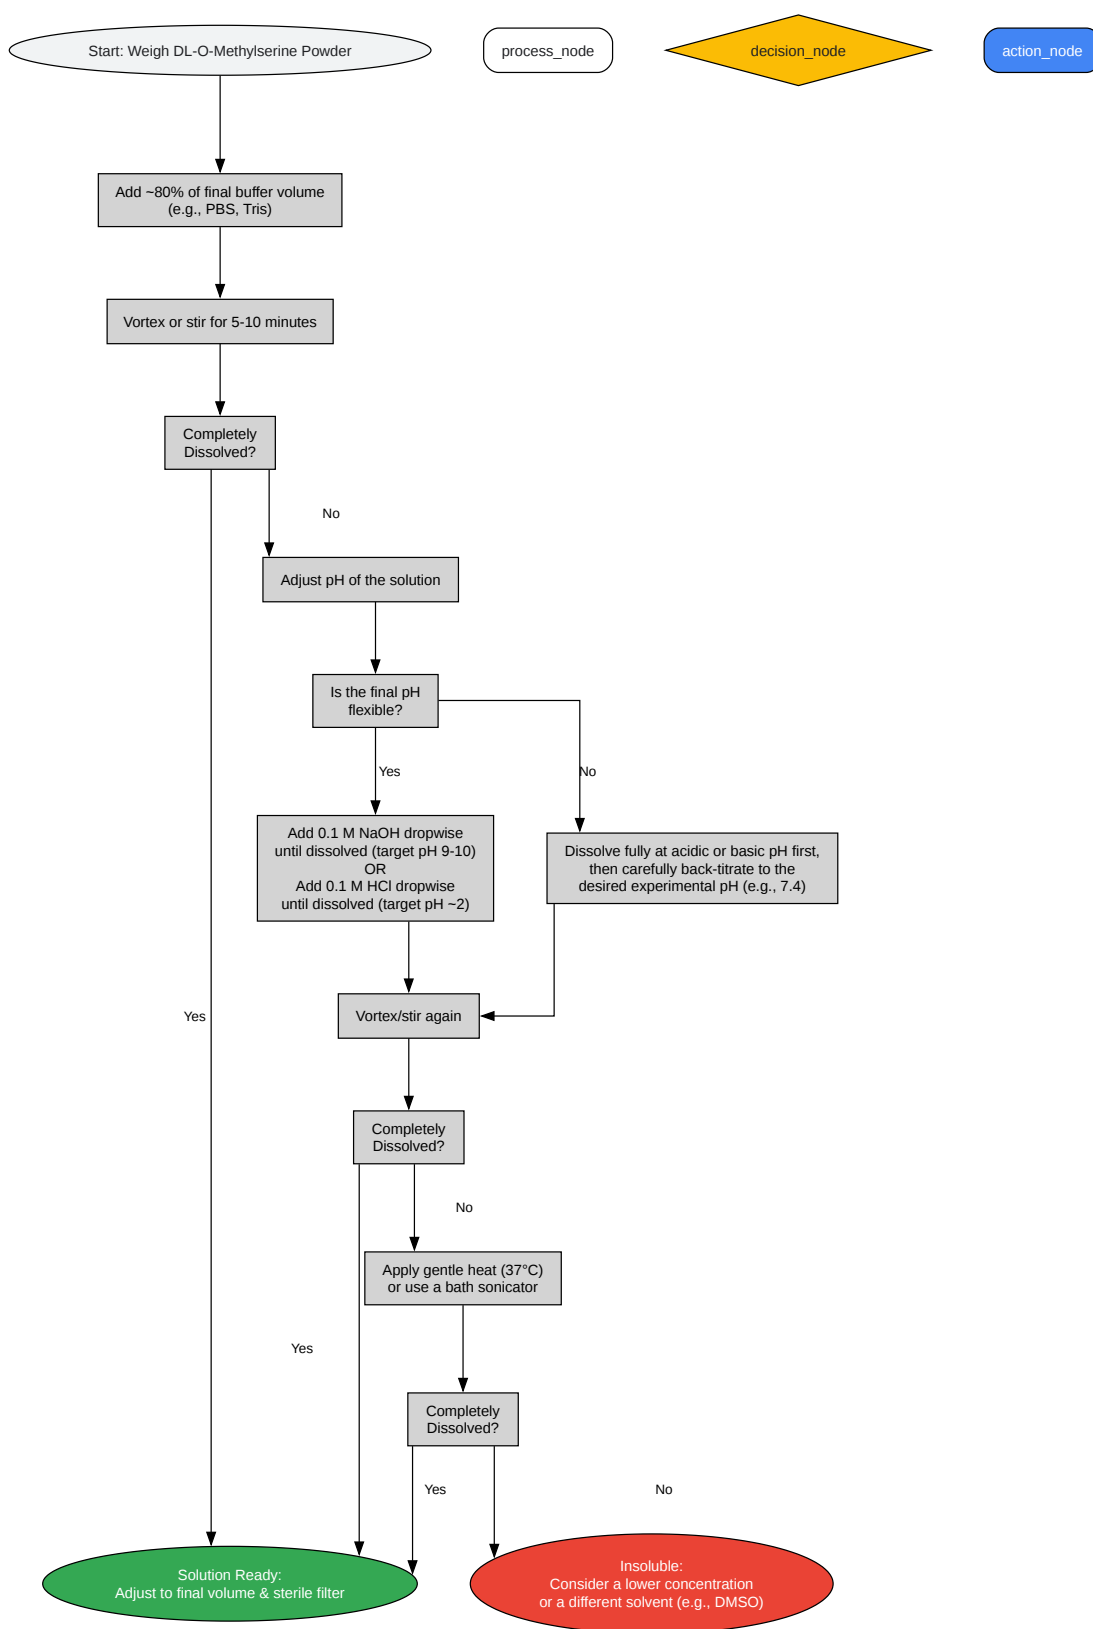 Start: Weigh DL-O-Methylserine Powder
process_node
decision_node
action_node
Add ~80% of final buffer volume
(e.g., PBS, Tris)
Vortex or stir for 5-10 minutes
Completely
Dissolved?
No
Adjust pH of the solution
Is the final pH
flexible?
Yes
No
Add 0.1 M NaOH dropwise
until dissolved (target pH 9-10)
OR
Add 0.1 M HCl dropwise
until dissolved (target pH ~2)
Dissolve fully at acidic or basic pH first,
then carefully back-titrate to the
desired experimental pH (e.g., 7.4)
Yes
Vortex/stir again
Completely
Dissolved?
No
Apply gentle heat (37°C)
or use a bath sonicator
Yes
Completely
Dissolved?
Yes
No
Solution Ready:
Adjust to final volume & sterile filter
Insoluble:
Consider a lower concentration
or a different solvent (e.g., DMSO)